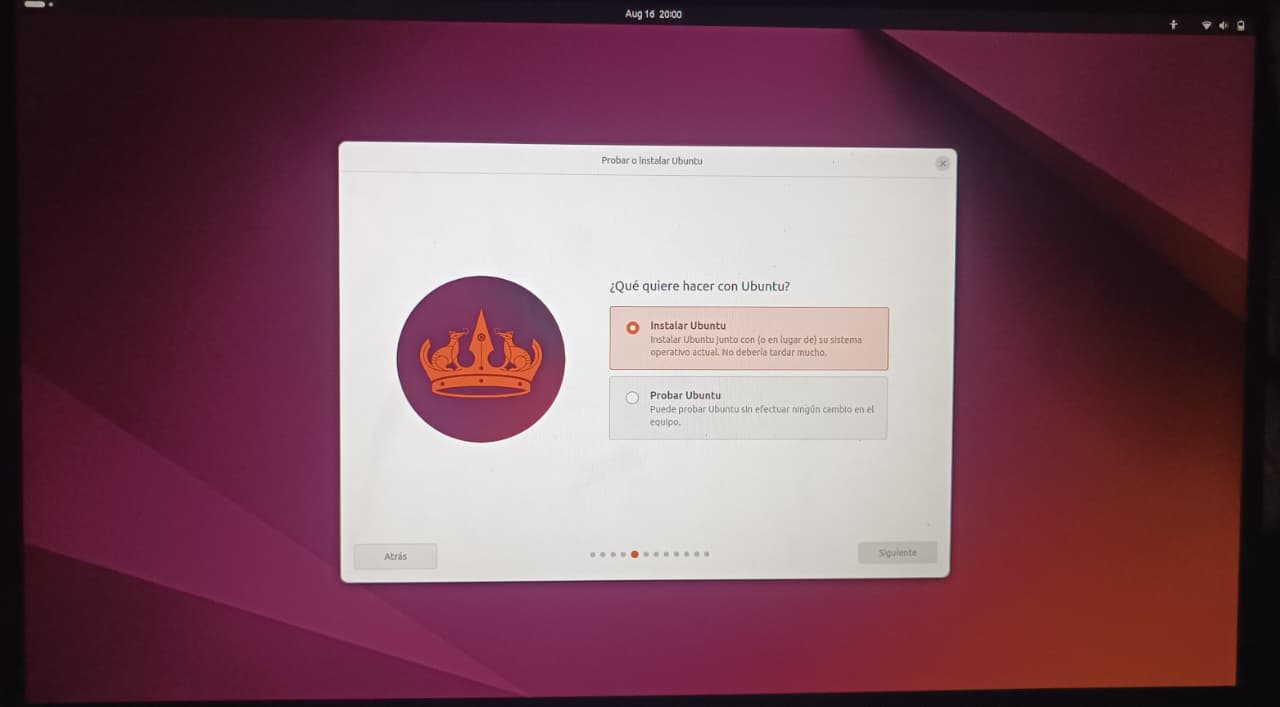 Aug 16 20:00
Probar o instalar Ubuntu
¿Qué quiere hacer con Ubuntu?
Instalar Ubuntu
Instalar Ubuntu junto con (o en lugar de) su sistema
operativo actual. No debería tardar mucho.
Probar Ubuntu
Puede probar Ubuntu sin efectuar ningún cambio en el
equipo.
Atrás
Siguiente